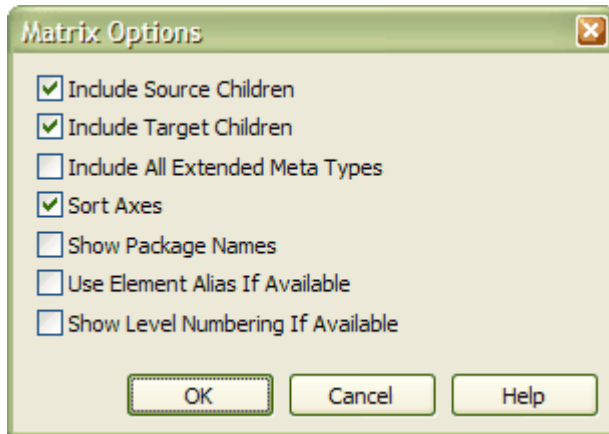 Matrix Options
Include Source Children
Include Target Children
Include All Extended Meta Types
Sort Axes
Show Package Names
Use Element Alias If Available
Show Level Numbering If Available
OK Cancel Help